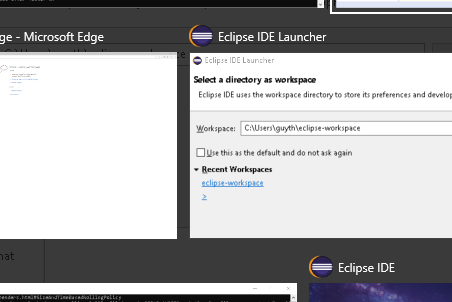 ge - Microsoft Edge
Eclipse IDE Launcher
Eclipse IDE Launcher
Select a directory as workspace
Eclipse IDE uses the workspace directory to store its preferences and develop
Workspace: C:\Users\guyth\eclipse-workspace
Use this as the default and do not ask again
Recent Workspaces
eclipse-workspace
>
Eclipse IDE